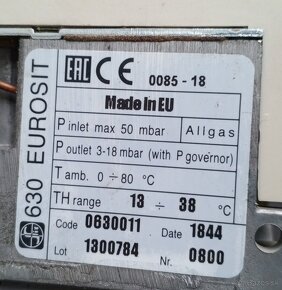 630 EUROSIT
EAC CE 0085 - 18
Made in EU
P inlet max 50 mbar Allgas
P outlet 3-18 mbar (with P governor)
T amb. 0 ÷ 80 °C
TH range 13 ÷ 38 °C
Code 0630011 Date 1844
Lot 1300784 Nr. 0800